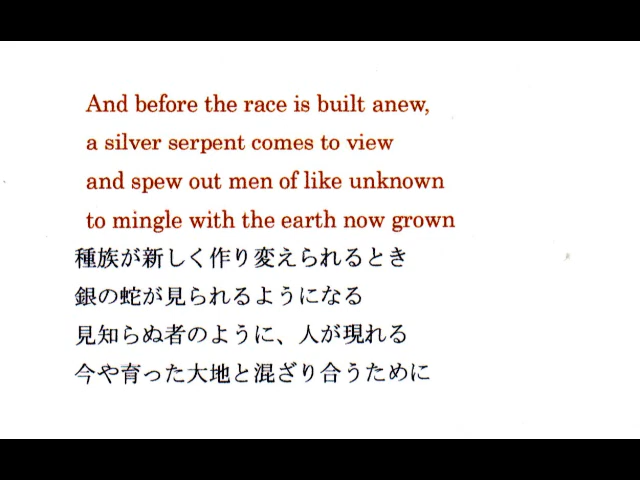 And before the race is built anew,
a silver serpent comes to view
and spew out men of like unknown
to mingle with the earth now grown
種族が新しく作り変えられるとき
銀の蛇が見られるようになる
見知らぬ者のように、人が現れる
今や育った大地と混ざり合うために